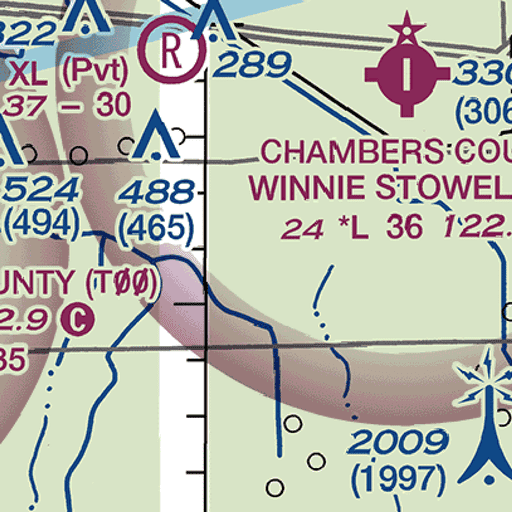 322
R
289
XL (Pvt)
37 – 30
330
(306
CHAMBERS COU
WINNIE STOWEL
24 *L 36 122.
524
(494)
488
(465)
UNTY (TØØ)
2.9 C
35
2009
(1997)